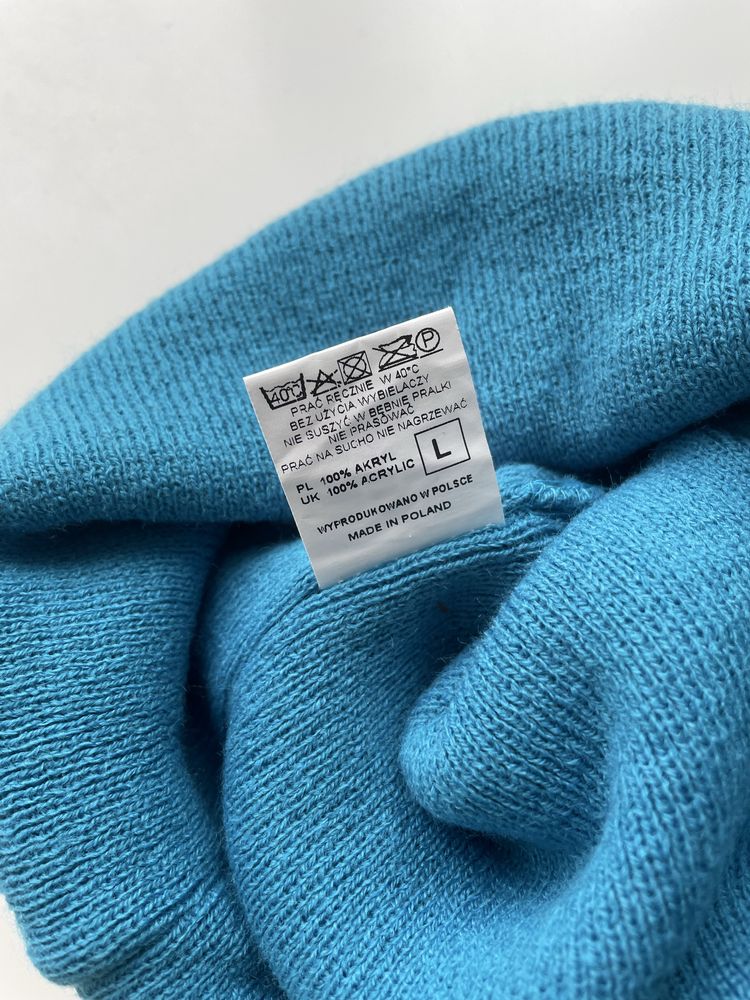 40°C P
PRAĆ RĘCZNIE W 40°C
BEZ UŻYCIA WYBIELACZY
NIE SUSZYĆ W BĘBNIE PRALKI
NIE PRASOWAĆ
PRAĆ NA SUCHO NIE NAGRZEWAĆ
PL 100% AKRYL
UK 100% ACRYLIC
L
WYPRODUKOWANO W POLSCE
MADE IN POLAND